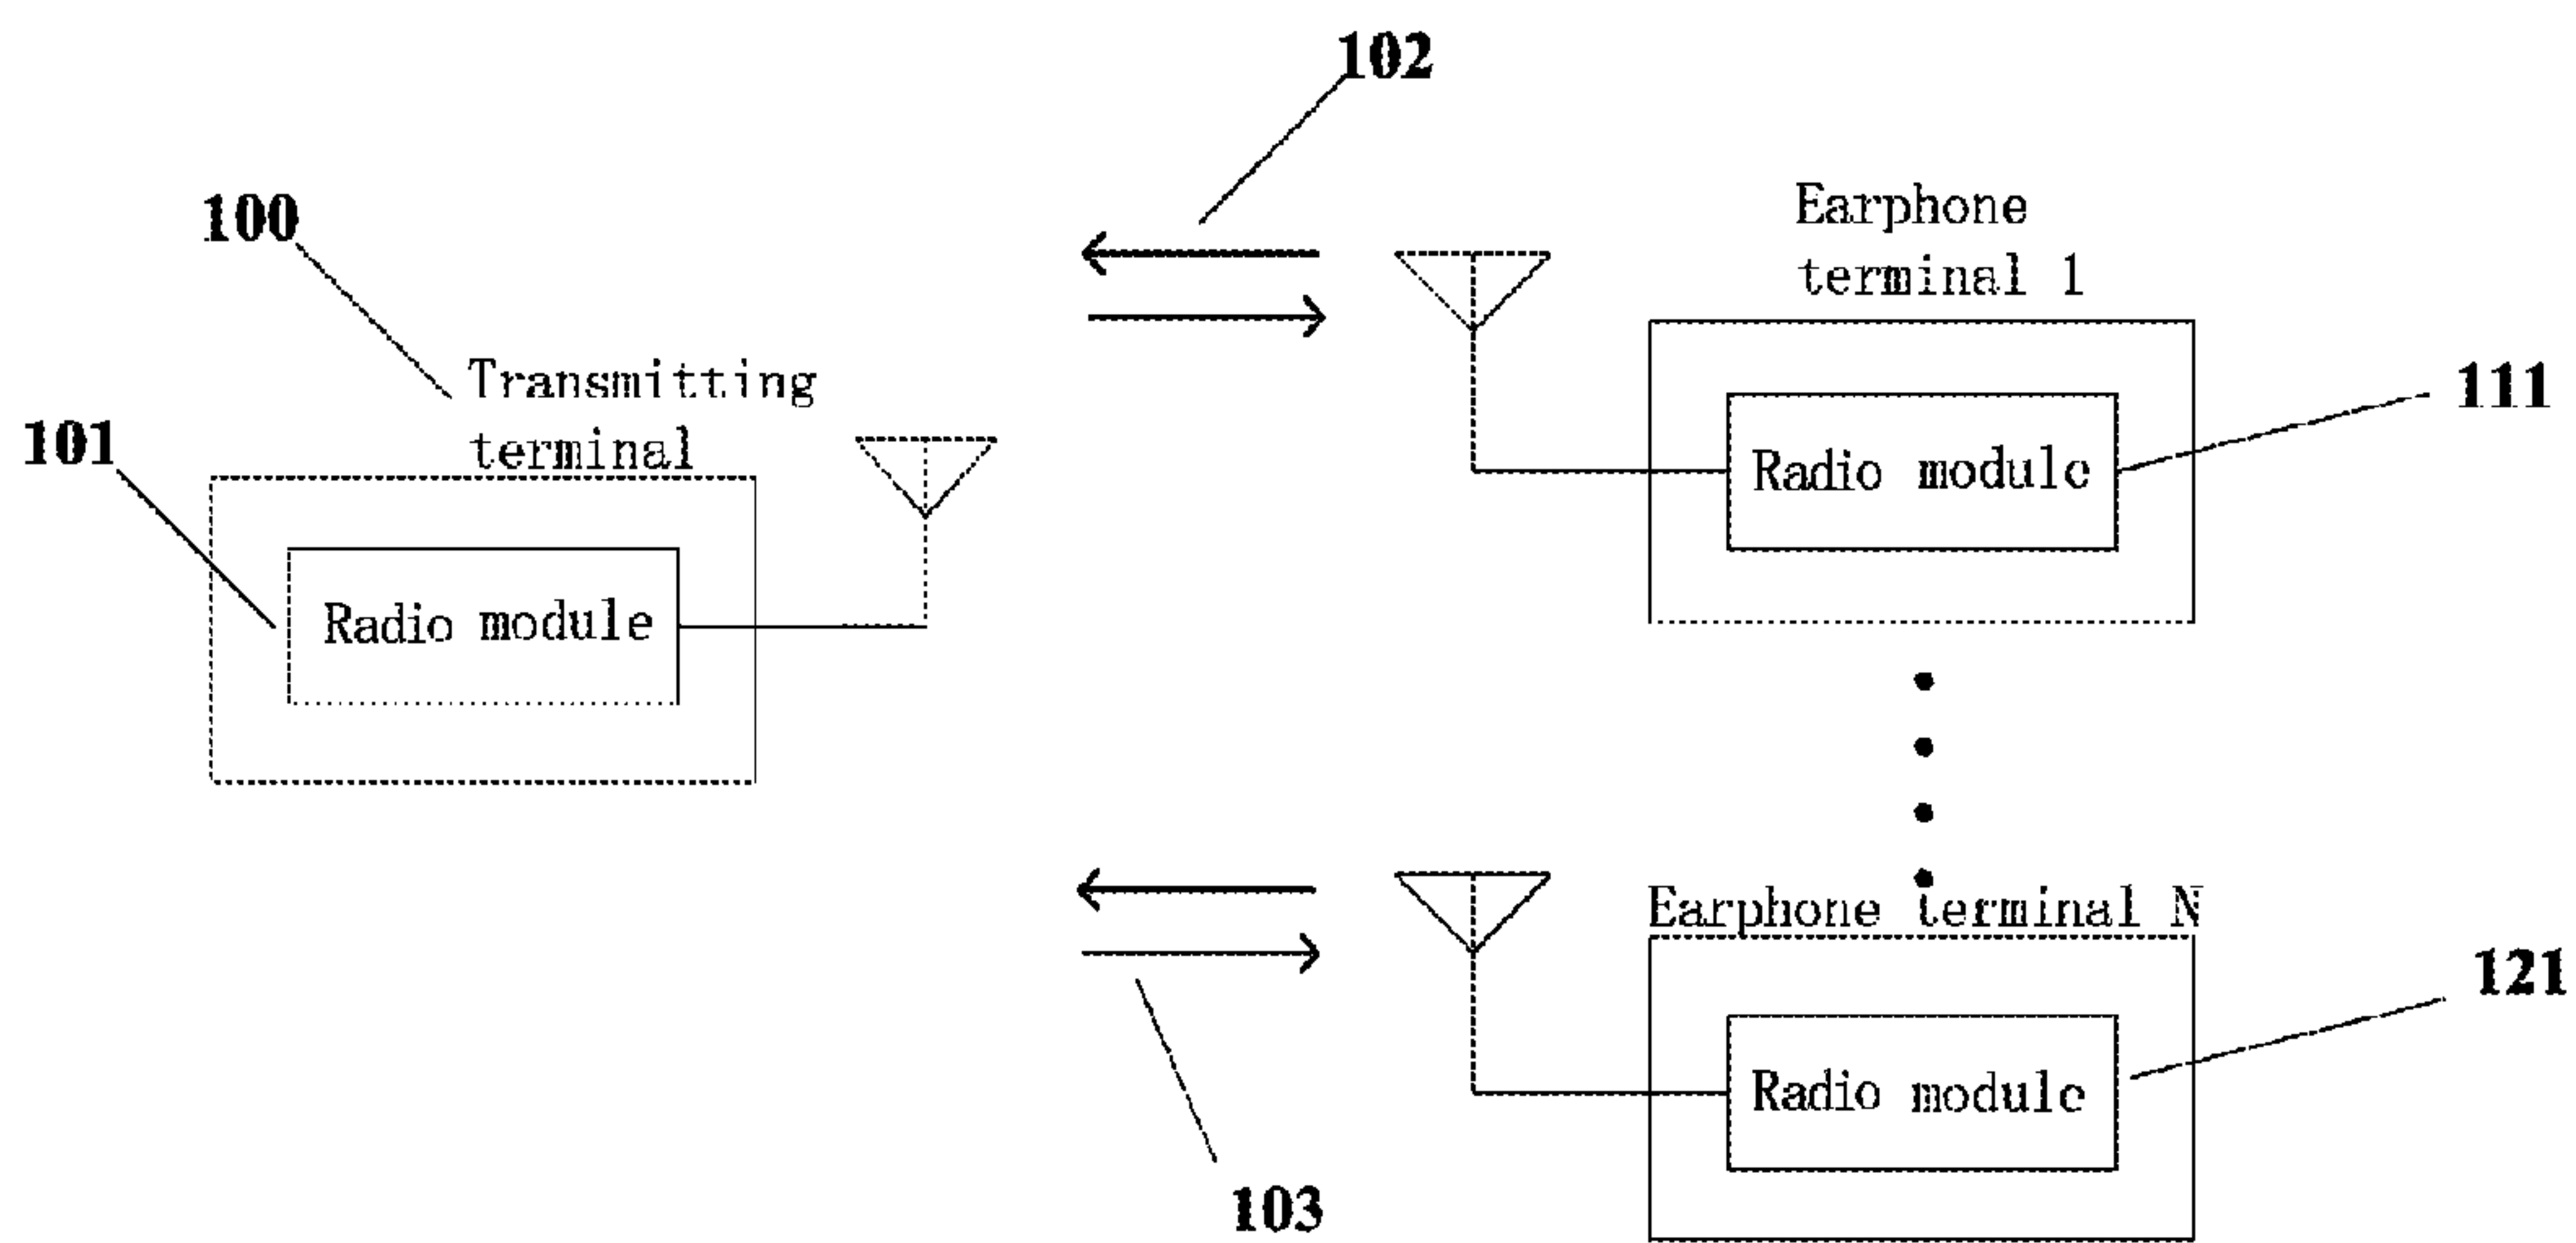 102
100
Earphone
terminal 1
Transmitting
terminal
101
111
Radio module
Radio module
Earphone terminal N
121
Radio module
103